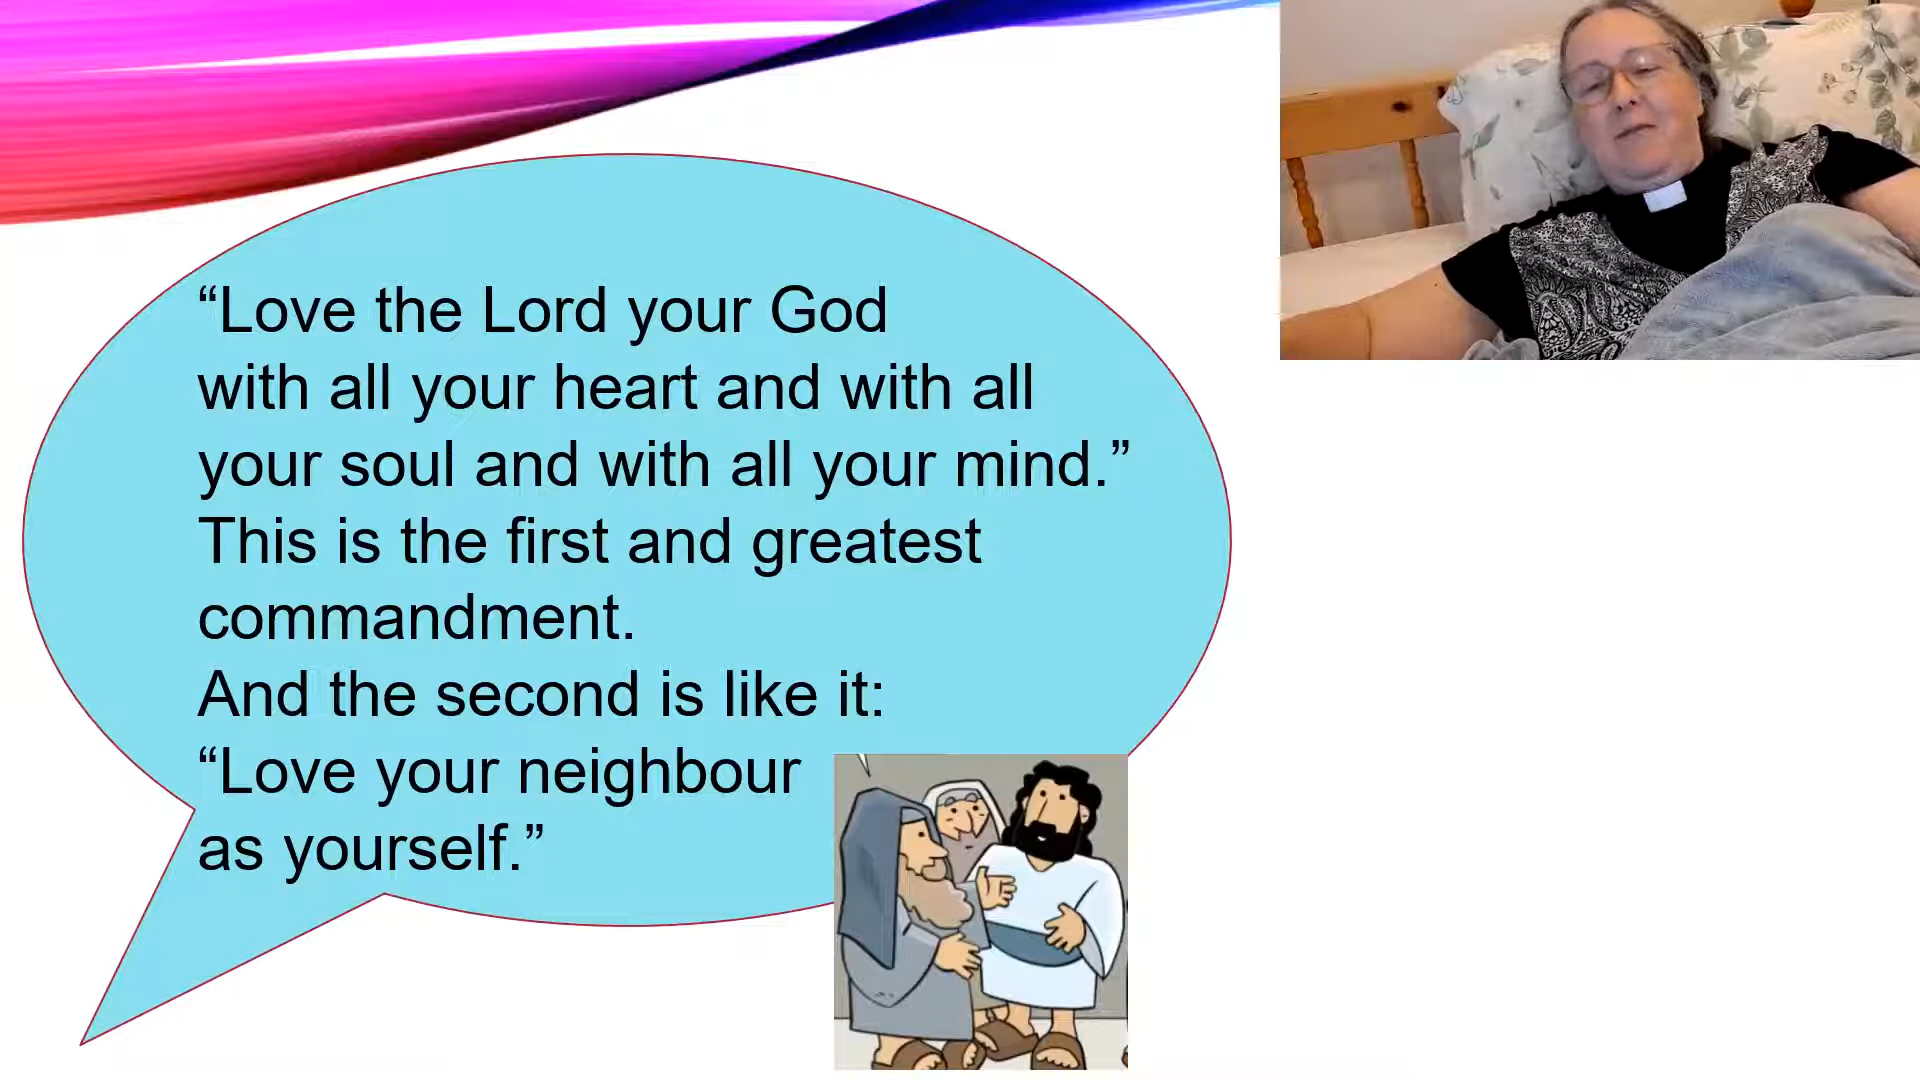 “Love the Lord your God
with all your heart and with all
your soul and with all your mind.”
This is the first and greatest
commandment.
And the second is like it:
“Love your neighbour
as yourself.”